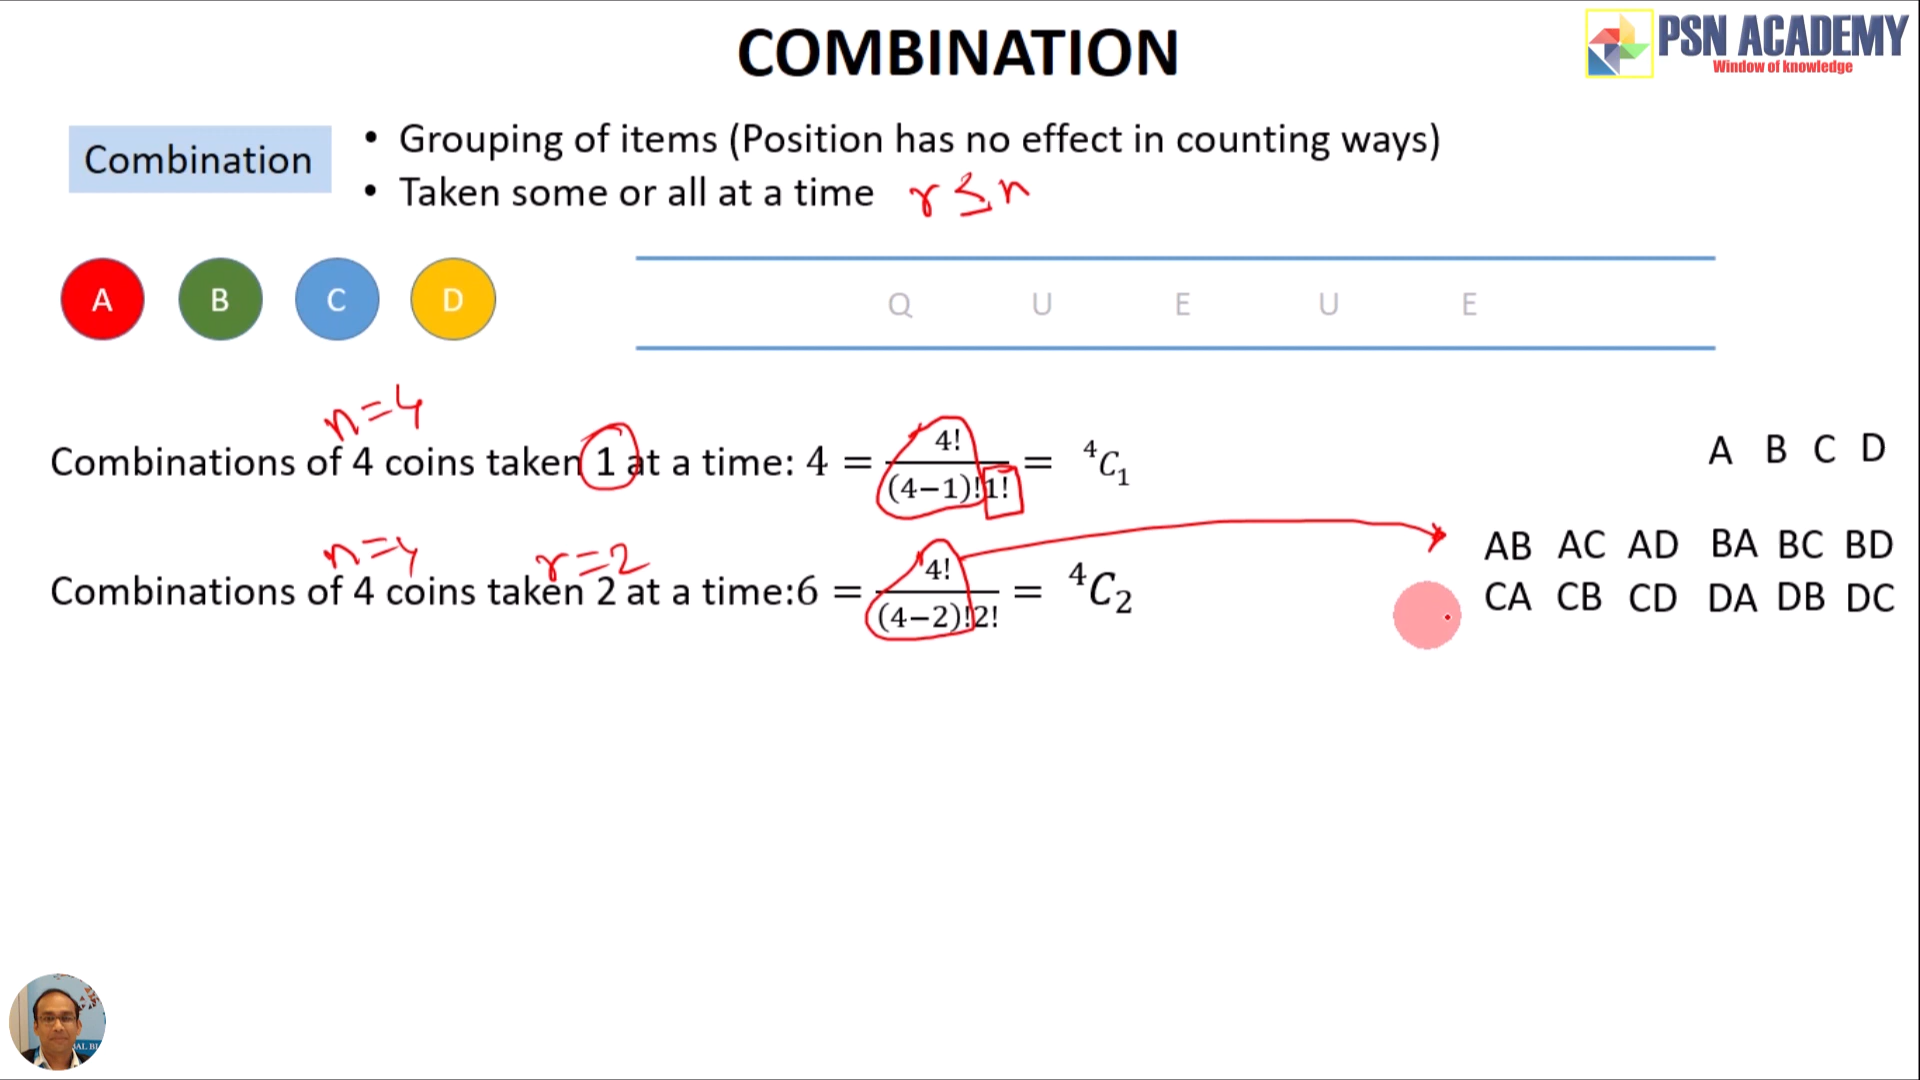 COMBINATION
PSN ACADEMY
Window of knowledge
Combination
• Grouping of items (Position has no effect in counting ways)
• Taken some or all at a time r ≤ n
A B C D
Q U E U E
n=4
Combinations of 4 coins taken 1 at a time: 4 = 4!/(4−1)!1! = ⁴C₁
A B C D
n=4 r=2
Combinations of 4 coins taken 2 at a time:6 = 4!/(4−2)!2! = ⁴C₂
AB AC AD BA BC BD
CA CB CD DA DB DC